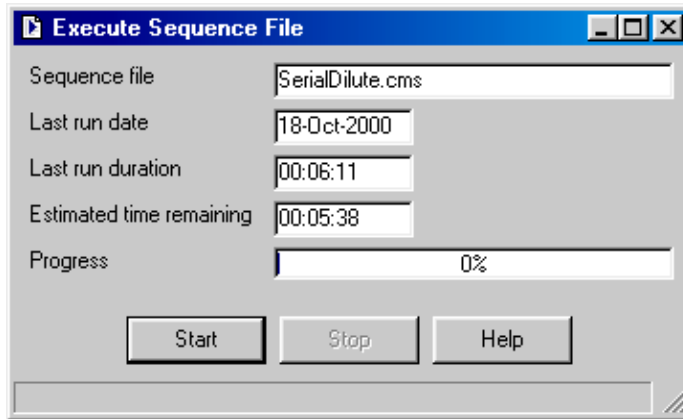 Execute Sequence File
Sequence file SerialDilute.cms
Last run date 18-Oct-2000
Last run duration 00:06:11
Estimated time remaining 00:05:38
Progress 0%
Start Stop Help